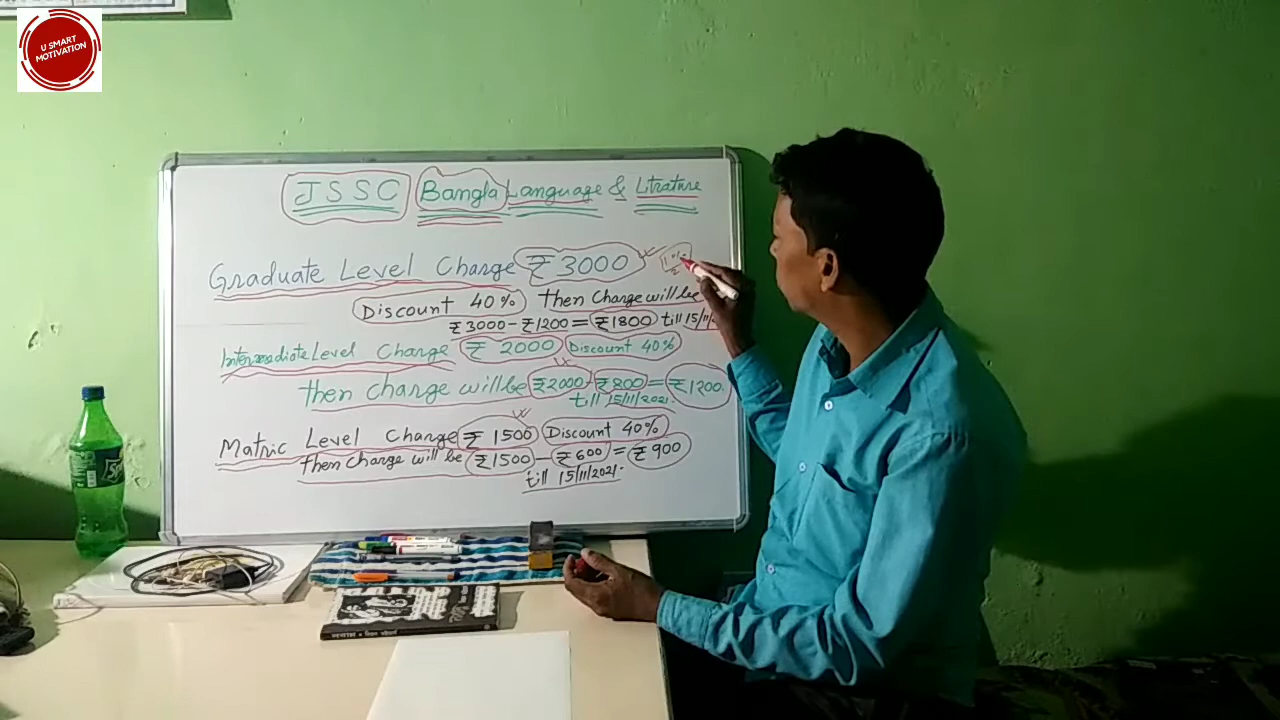 U SMART
MOTIVATION
JSSC Bangla Language & Litrature
Graduate Level Charge ₹3000
Discount 40% then Charge will be
₹3000-₹1200=₹1800 till 15/11/
Intermediate Level Charge ₹2000 Discount 40%
then Charge will be ₹2000-₹800=₹1200
till 15/11/2021.
Matric Level Charge ₹1500 Discount 40%
then charge will be ₹1500-₹600=₹900
till 15/11/2021.